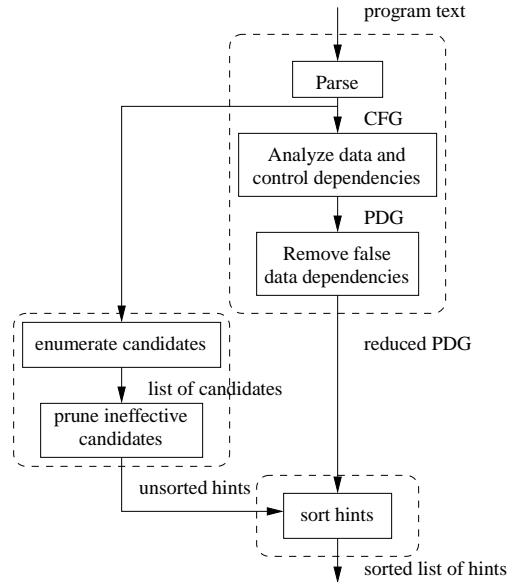 program text
Parse
CFG
Analyze data and
control dependencies
PDG
Remove false
data dependencies
enumerate candidates
reduced PDG
list of candidates
prune ineffective
candidates
unsorted hints
sort hints
sorted list of hints